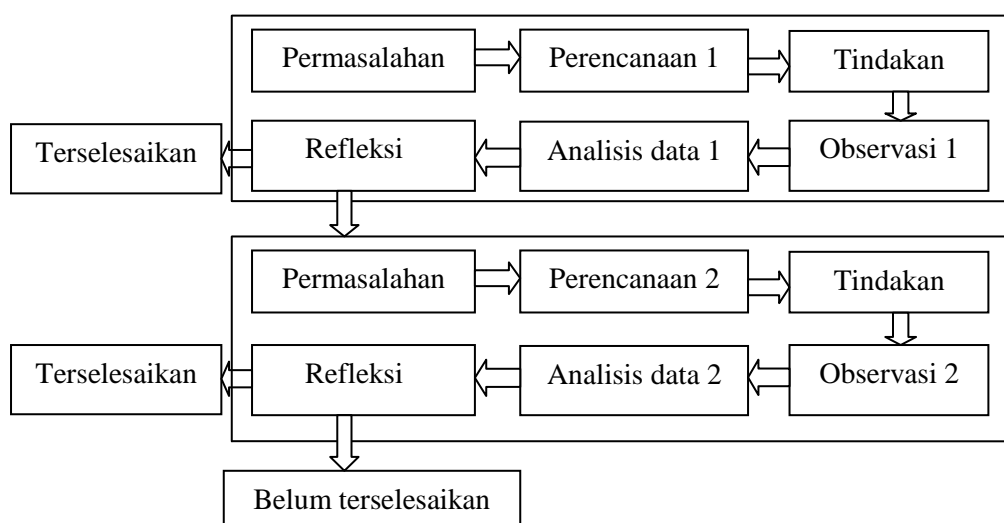 Permasalahan
Perencanaan 1
Tindakan
Terselesaikan
Refleksi
Analisis data 1
Observasi 1
Permasalahan
Perencanaan 2
Tindakan
Terselesaikan
Refleksi
Analisis data 2
Observasi 2
Belum terselesaikan